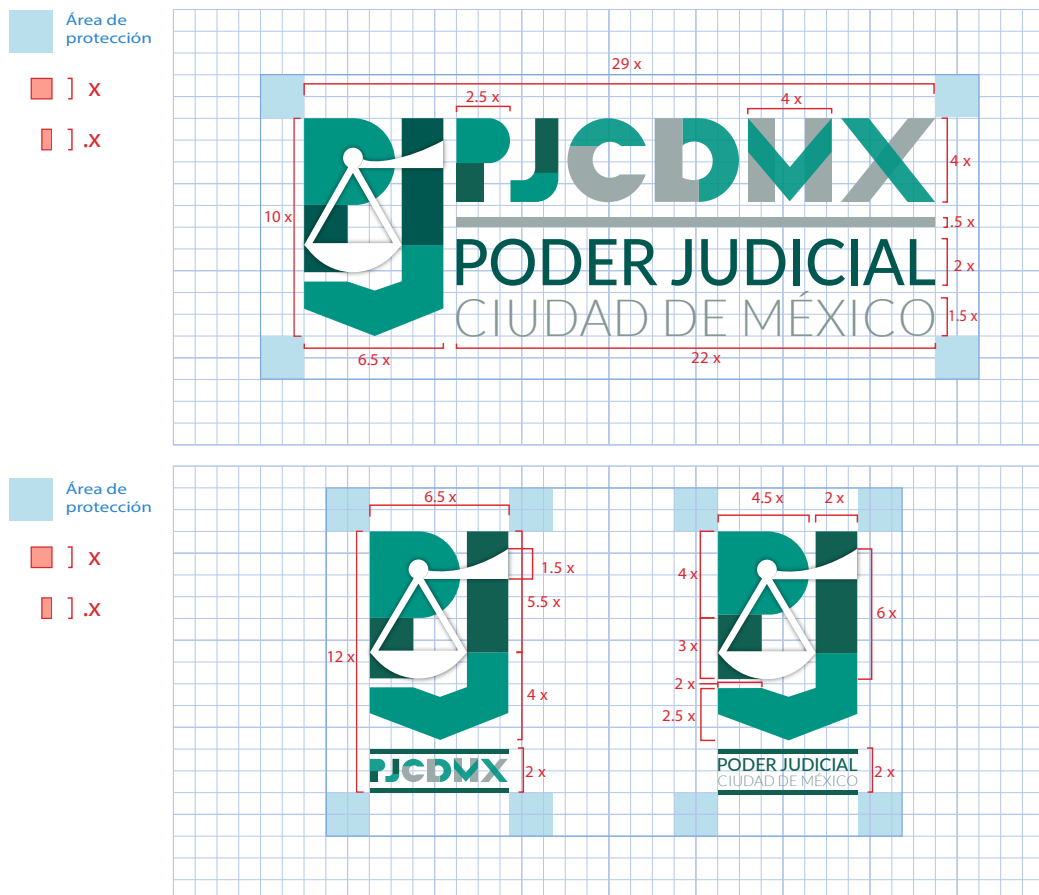 Área de
protección
] x
] .x
29 x
2.5 x
4 x
PJCDMX
4 x
10 x
.5 x
PODER JUDICIAL
2 x
CIUDAD DE MÉXICO
1.5 x
6.5 x
22 x
Área de
protección
] x
] .x
6.5 x
4.5 x
2 x
1.5 x
4 x
5.5 x
6 x
12 x
3 x
2 x
4 x
2.5 x
PJCDMX
2 x
PODER JUDICIAL
CIUDAD DE MÉXICO
2 x